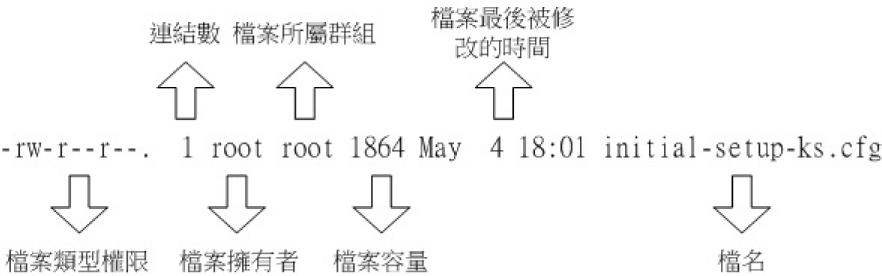 連結數 檔案所屬群組 檔案最後被修
改的時間
-rw-r--r--. 1 root root 1864 May 4 18:01 initial-setup-ks.cfg
檔案類型權限 檔案擁有者 檔案容量 檔名